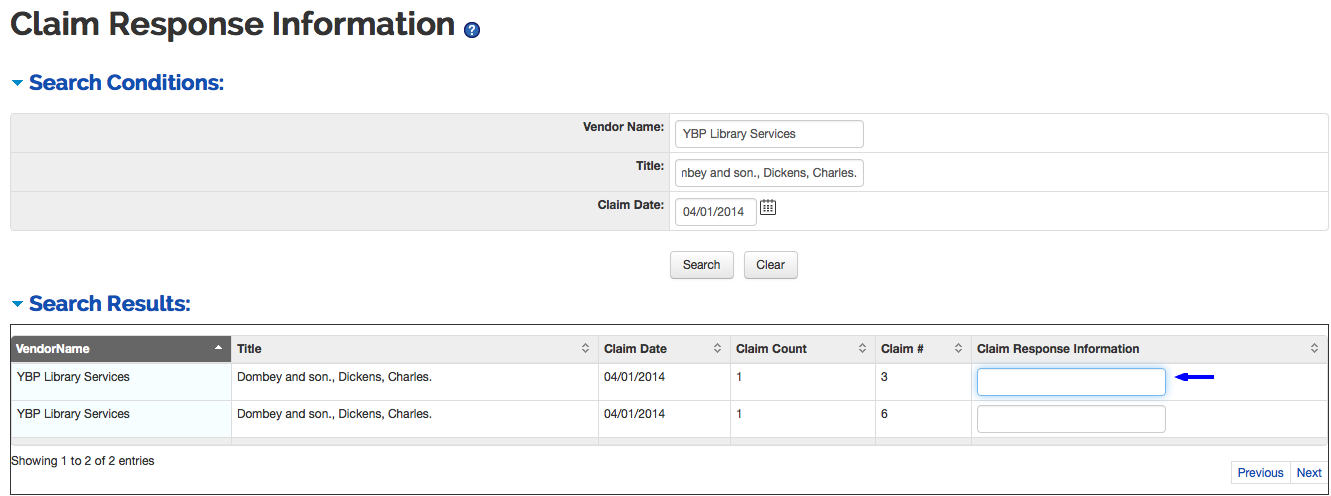 Claim Response Information ?
Search Conditions:
Vendor Name: YBP Library Services
Title: mbey and son., Dickens, Charles.
Claim Date: 04/01/2014
Search Clear
Search Results:
VendorName Title Claim Date Claim Count Claim # Claim Response Information
YBP Library Services Dombey and son., Dickens, Charles. 04/01/2014 1 3
YBP Library Services Dombey and son., Dickens, Charles. 04/01/2014 1 6
Showing 1 to 2 of 2 entries
Previous Next